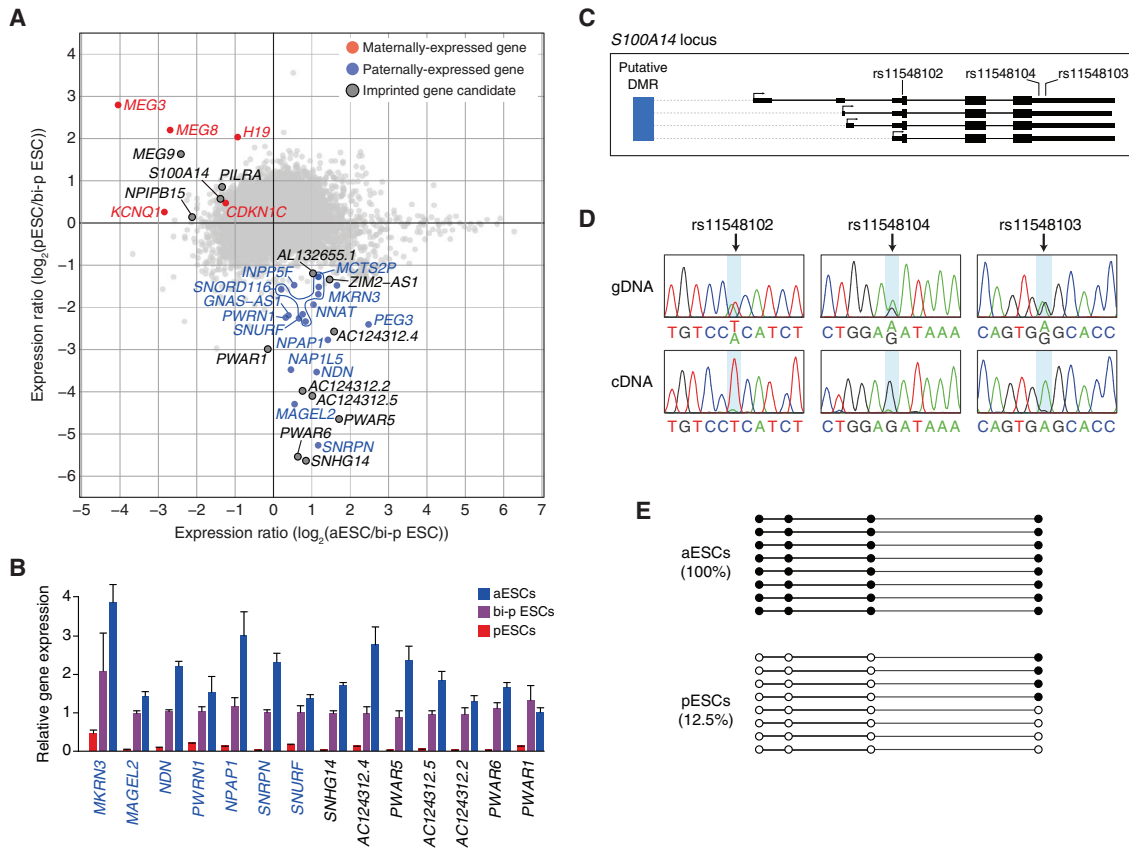 A
Maternally-expressed gene
Paternally-expressed gene
Imprinted gene candidate
Expression ratio (log2(pESC/bi-p ESC))
4
3
2
1
0
−1
−2
−3
−4
−5
−6
MEG3
MEG8
H19
MEG9
S100A14
PILRA
NPIPB15
KCNQ1
CDKN1C
AL132655.1
INPP5F
MCTS2P
SNORD116
ZIM2-AS1
GNAS-AS1
MKRN3
PWRN1
NNAT
SNURF
PEG3
NPAP1
AC124312.4
PWAR1
NAP1L5
NDN
AC124312.2
AC124312.5
MAGEL2
PWAR5
PWAR6
SNRPN
SNHG14
−5 −4 −3 −2 −1 0 1 2 3 4 5 6 7
Expression ratio (log2(aESC/bi-p ESC))
B
Relative gene expression
4
3
2
1
0
aESCs
bi-p ESCs
pESCs
MKRN3
MAGEL2
NDN
PWRN1
NPAP1
SNRPN
SNURF
SNHG14
AC124312.4
PWAR5
AC124312.5
AC124312.2
PWAR6
PWAR1
C
S100A14 locus
Putative
DMR
rs11548102
rs11548104
rs11548103
D
rs11548102
rs11548104
rs11548103
gDNA
TGTCCTCATCT
A
CTGGAAATAAA
G
CAGTGAGCACC
G
cDNA
TGTCCTCATCT
CTGGAGATAAA
CAGTGAGCACC
E
aESCs
(100%)
pESCs
(12.5%)